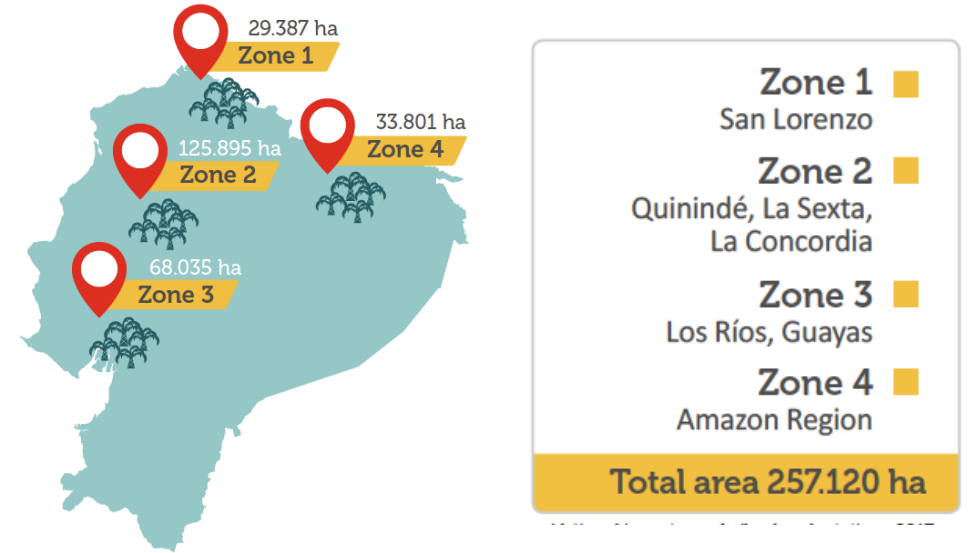 29.387 ha
Zone 1
33.801 ha
Zone 4
125.895 ha
Zone 2
68.035 ha
Zone 3
Zone 1
San Lorenzo
Zone 2
Quinindé, La Sexta,
La Concordia
Zone 3
Los Ríos, Guayas
Zone 4
Amazon Region
Total area 257.120 ha